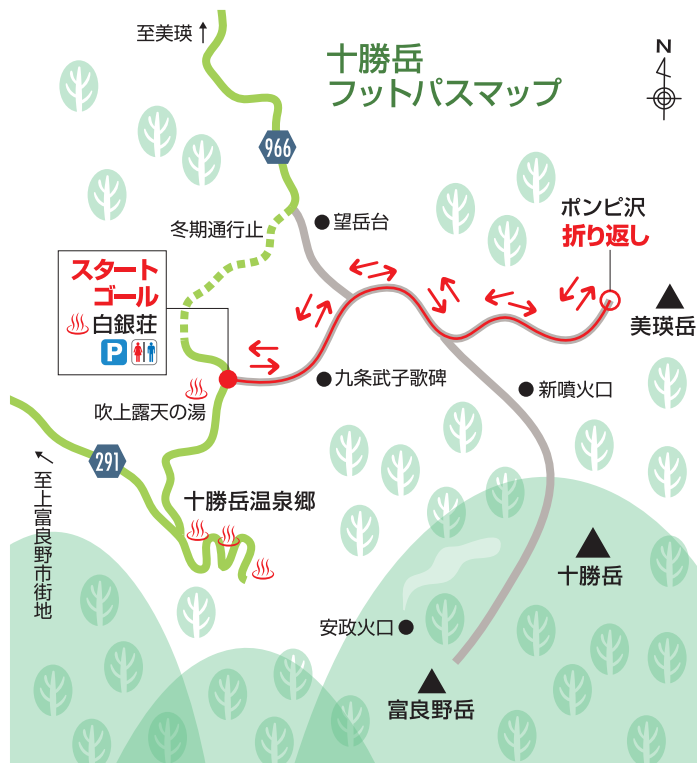 至美瑛↑
十勝岳
フットパスマップ
N
966
冬期通行止
望岳台
ポンピ沢
折り返し
美瑛岳
スタート
ゴール
白銀荘
P
九条武子歌碑
新噴火口
吹上露天の湯
291
至上富良野市街地
十勝岳温泉郷
十勝岳
安政火口
富良野岳